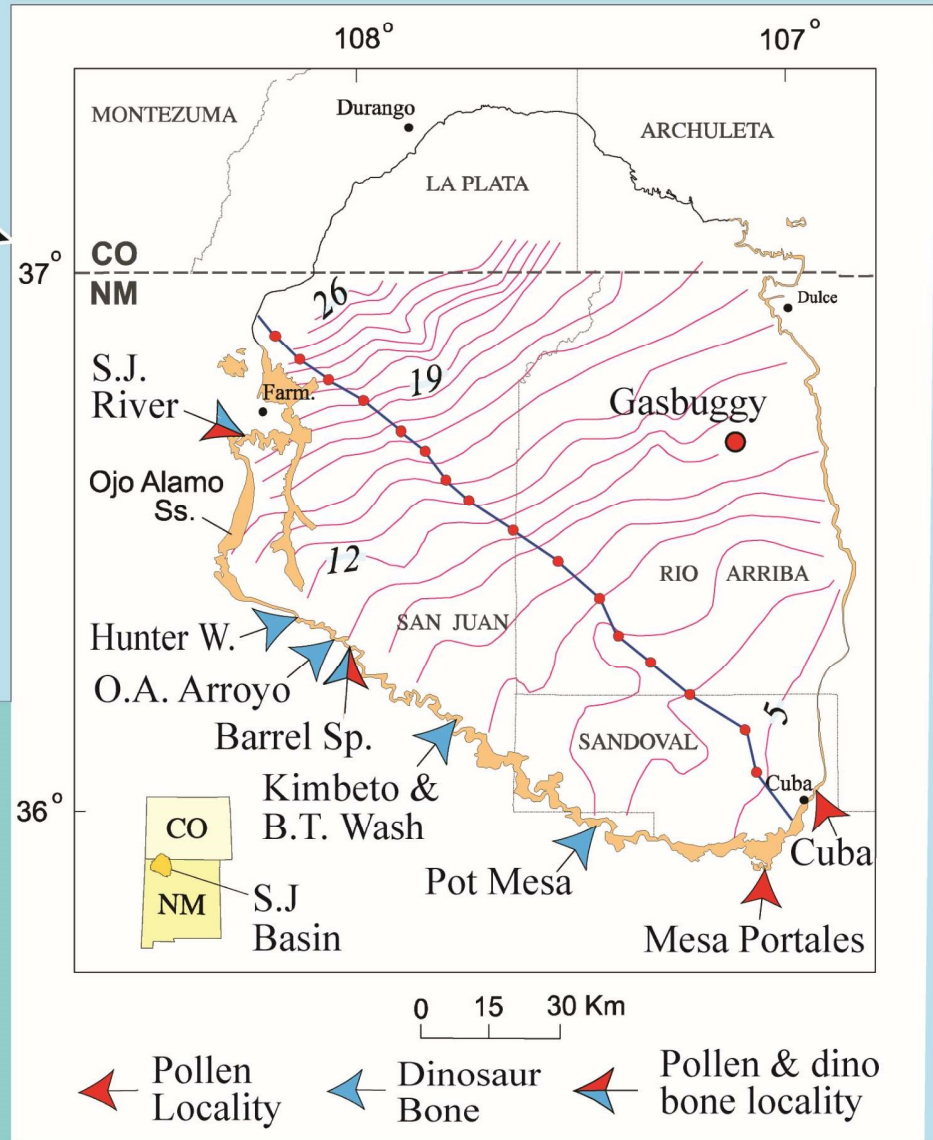 108°
107°
MONTEZUMA
Durango
ARCHULETA
LA PLATA
37°
CO
NM
26
Dulce
S.J.
River
Farm.
19
Gasbuggy
Ojo Alamo
Ss.
12
RIO ARRIBA
SAN JUAN
Hunter W.
O.A. Arroyo
Barrel Sp.
5
SANDOVAL
Kimbeto &
B.T. Wash
Cuba
36°
CO
NM
S.J
Basin
Pot Mesa
Cuba
Mesa Portales
0 15 30 Km
Pollen
Locality
Dinosaur
Bone
Pollen & dino
bone locality